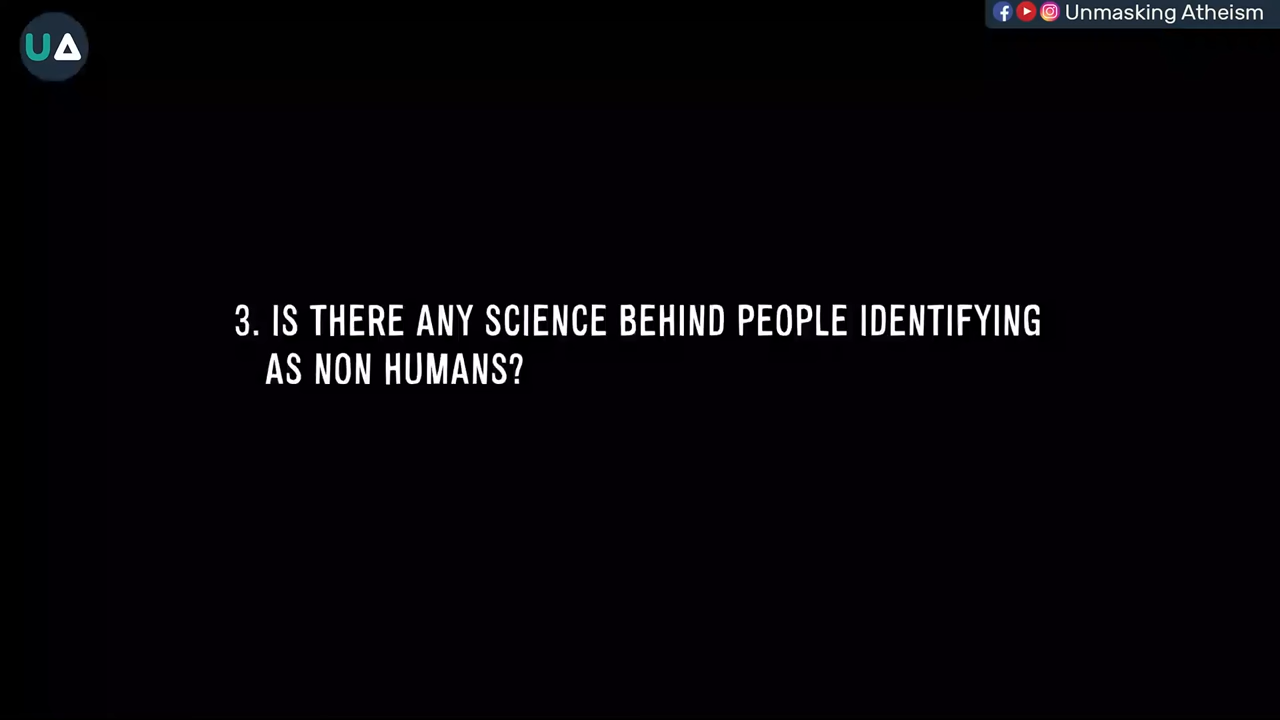 UA
Unmasking Atheism
3. IS THERE ANY SCIENCE BEHIND PEOPLE IDENTIFYING
AS NON HUMANS?